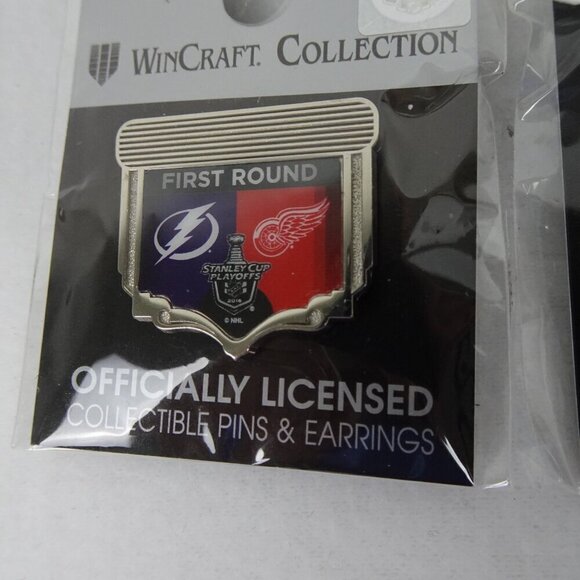 WINCRAFT. COLLECTION
FIRST ROUND
STANLEY CUP
PLAYOFFS
2016
®
© NHL
OFFICIALLY LICENSED
COLLECTIBLE PINS & EARRINGS